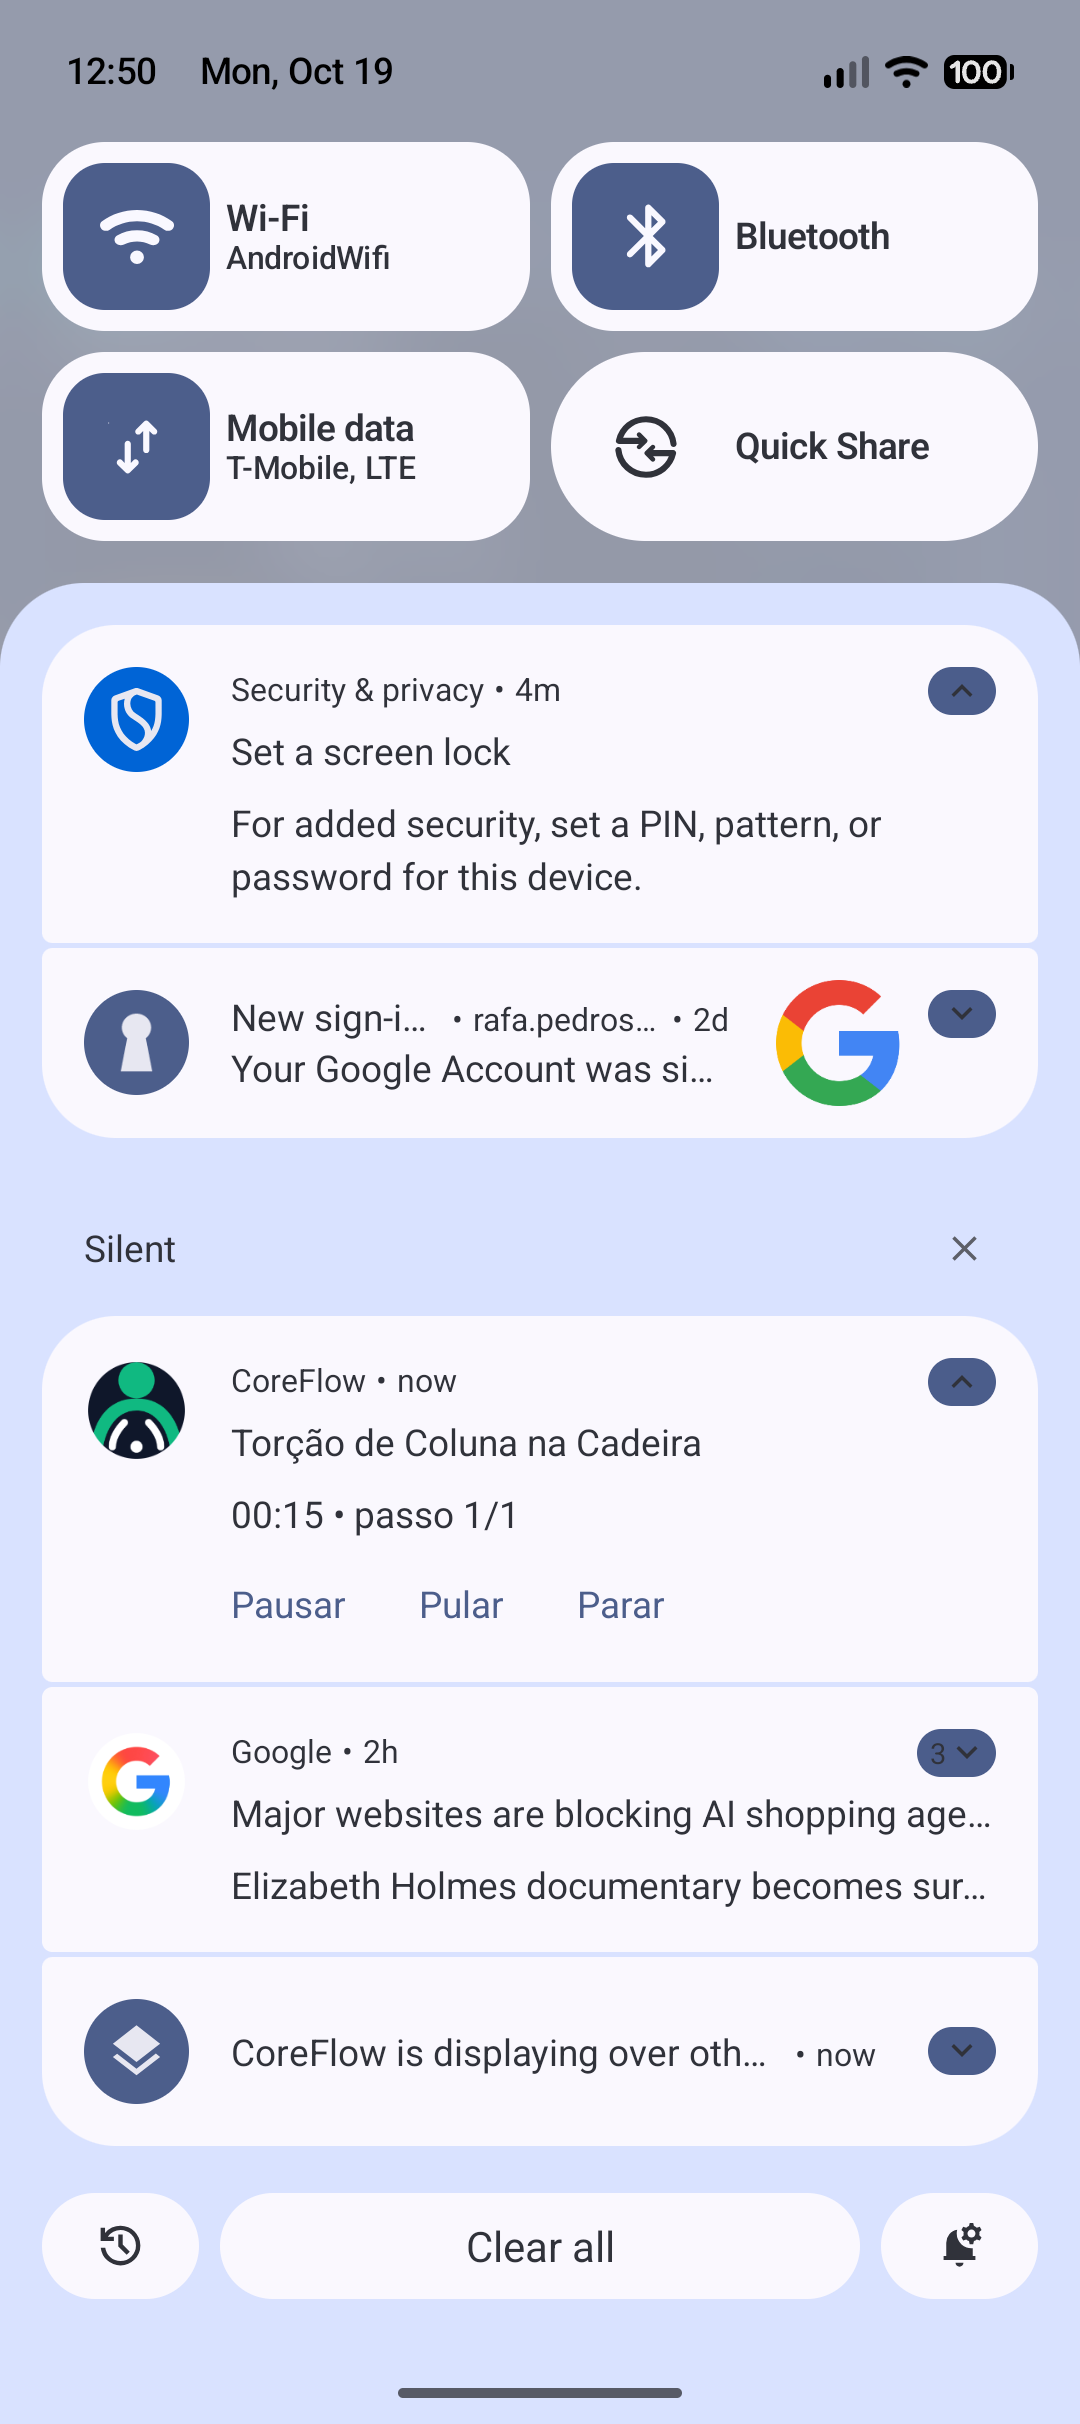 12:50 Mon, Oct 19 100
Wi-Fi
AndroidWifi
Bluetooth
Mobile data
T-Mobile, LTE
Quick Share
Security & privacy • 4m
Set a screen lock
For added security, set a PIN, pattern, or
password for this device.
New sign-i... • rafa.pedros... • 2d
Your Google Account was si...
Silent
CoreFlow • now
Torção de Coluna na Cadeira
00:15 • passo 1/1
Pausar Pular Parar
Google • 2h 3
Major websites are blocking AI shopping age...
Elizabeth Holmes documentary becomes sur...
CoreFlow is displaying over oth... • now
Clear all